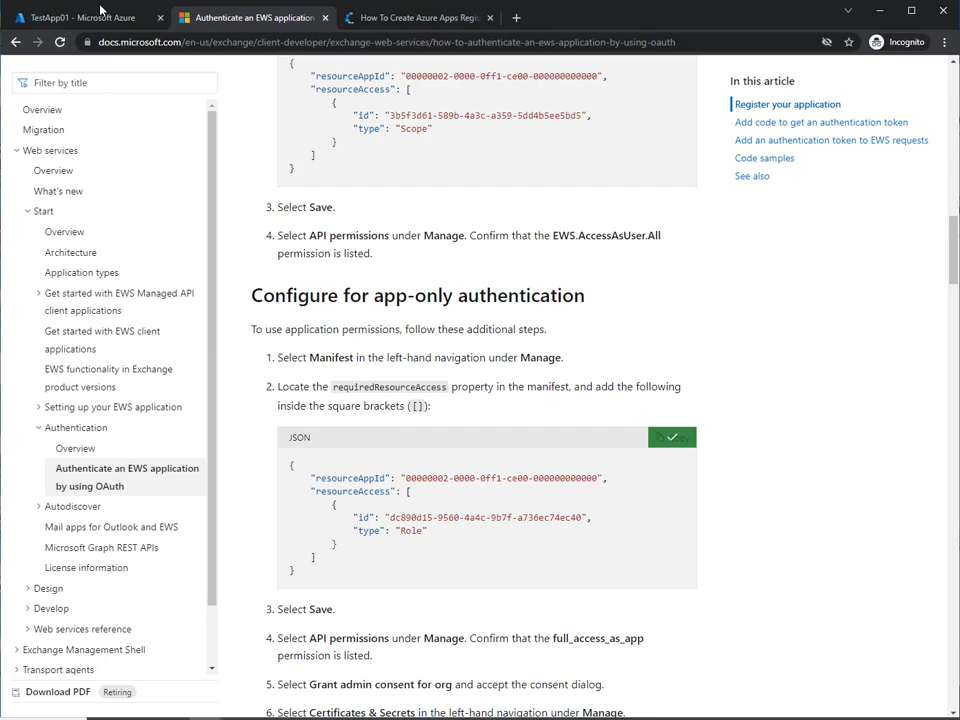 TestApp01 - Microsoft Azure
Authenticate an EWS application
How To Create Azure Apps Regist
docs.microsoft.com/en-us/exchange/client-developer/exchange-web-services/how-to-authenticate-an-ews-application-by-using-oauth
Incognito
Filter by title
Overview
Migration
Web services
Overview
What's new
Start
Overview
Architecture
Application types
Get started with EWS Managed API
client applications
Get started with EWS client
applications
EWS functionality in Exchange
product versions
Setting up your EWS application
Authentication
Overview
Authenticate an EWS application
by using OAuth
Autodiscover
Mail apps for Outlook and EWS
Microsoft Graph REST APIs
License information
Design
Develop
Web services reference
Exchange Management Shell
Transport agents
Download PDF
Retiring
{
"resourceAppId": "00000002-0000-0ff1-ce00-000000000000",
"resourceAccess": [
{
"id": "3b5f3d61-589b-4a3c-a359-5dd4b5ee5bd5",
"type": "Scope"
}
]
}
3. Select Save.
4. Select API permissions under Manage. Confirm that the EWS.AccessAsUser.All
permission is listed.
Configure for app-only authentication
To use application permissions, follow these additional steps.
1. Select Manifest in the left-hand navigation under Manage.
2. Locate the requiredResourceAccess property in the manifest, and add the following
inside the square brackets ([]):
JSON
{
"resourceAppId": "00000002-0000-0ff1-ce00-000000000000",
"resourceAccess": [
{
"id": "dc890d15-9560-4a4c-9b7f-a736ec74ec40",
"type": "Role"
}
]
}
3. Select Save.
4. Select API permissions under Manage. Confirm that the full_access_as_app
permission is listed.
5. Select Grant admin consent for org and accept the consent dialog.
6. Select Certificates & Secrets in the left-hand navigation under Manage.
In this article
Register your application
Add code to get an authentication token
Add an authentication token to EWS requests
Code samples
See also